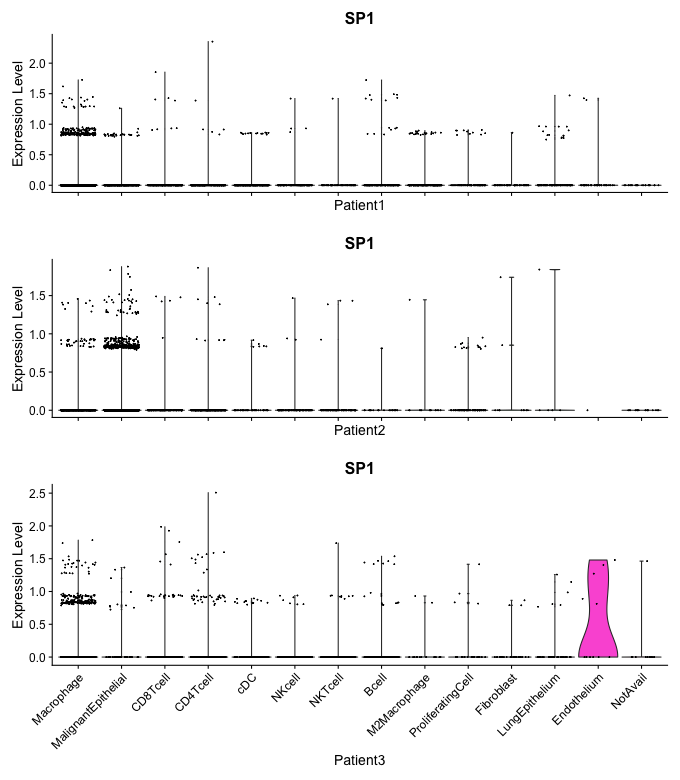 SP1
Expression Level
2.0
1.5
1.0
0.5
0.0
Patient1
SP1
Expression Level
1.5
1.0
0.5
0.0
Patient2
SP1
Expression Level
2.5
2.0
1.5
1.0
0.5
0.0
Macrophage
MalignantEpithelial
CD8Tcell
CD4Tcell
cDC
NKcell
NKTcell
Bcell
M2Macrophage
ProliferatingCell
Fibroblast
LungEpithelium
Endothelium
NotAvail
Patient3